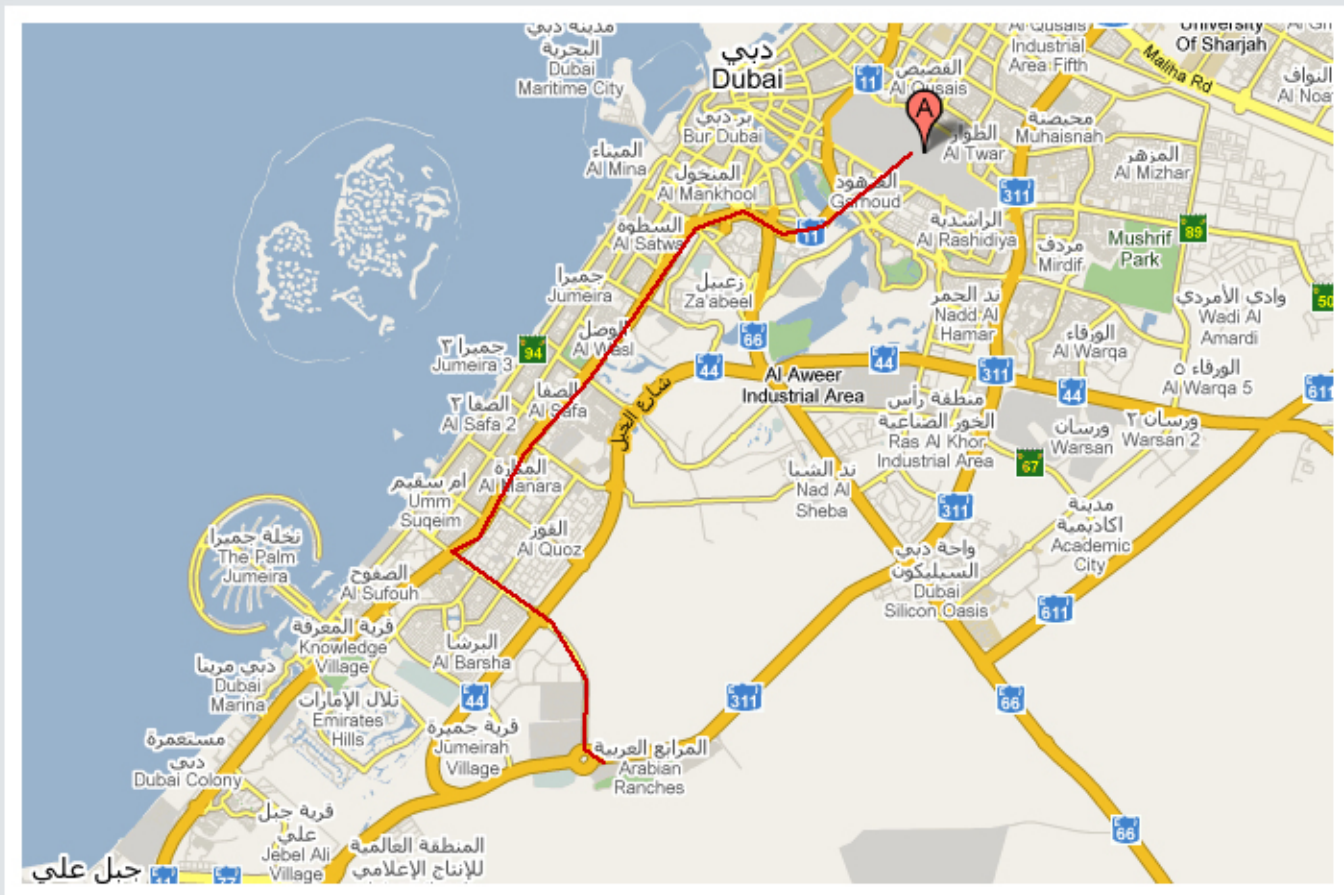 مدينة دبي
البحرية
Dubai
Maritime City
دبي
Dubai
11
القصيص
Al Qusais
Al Qusais
Industrial
Area Fifth
University
Of Sharjah
Maliha Rd
النواف
A
بر دبي
Bur Dubai
الطوار
Al Twar
محيصنة
Muhaisnah
الميناء
Al Mina
المنخول
Al Mankhool
Garhoud
311
المزهر
Al Mizhar
السطوة
Al Satwa
11
الراشدية
Al Rashidiya
مردف
Mirdif
Mushrif
Park
89
جميرا
Jumeira
زعبيل
Za'abeel
ند الحمر
Nadd Al
Hamar
وادي الأمردي
Wadi Al
Amardi
50
الوصل
Al Wasl
66
الورقاء
Al Warqa
جميرا ٣
Jumeira 3
94
44
44
311
44
الورقاء ٥
Al Warqa 5
611
Al Aweer
Industrial Area
الصفا
Al Safa
شارع الخيل
الصفا ٢
Al Safa 2
منطقة رأس
الخور الصناعية
Ras Al Khor
Industrial Area
ورسان
Warsan
ورسان ٢
Warsan 2
67
المنارة
Al Manara
ام سقيم
Umm
Suqeim
ند الشبا
Nad Al
Sheba
311
مدينة
اكاديمية
Academic
City
القوز
Al Quoz
نخلة جميرا
The Palm
Jumeira
الصفوح
Al Sufouh
واحة دبي
السيليكون
Dubai
Silicon Oasis
611
قرية المعرفة
Knowledge
Village
البرشا
Al Barsha
دبي مرينا
Dubai
Marina
تلال الإمارات
Emirates
Hills
44
311
66
قرية جميرة
Jumeirah
Village
المرابع العربية
Arabian
Ranches
مستعمرة
دبي
Dubai Colony
قرية جبل
علي
Jebel Ali
Village
المنطقة العالمية
للإنتاج الإعلامي
66
جبل علي
11
77